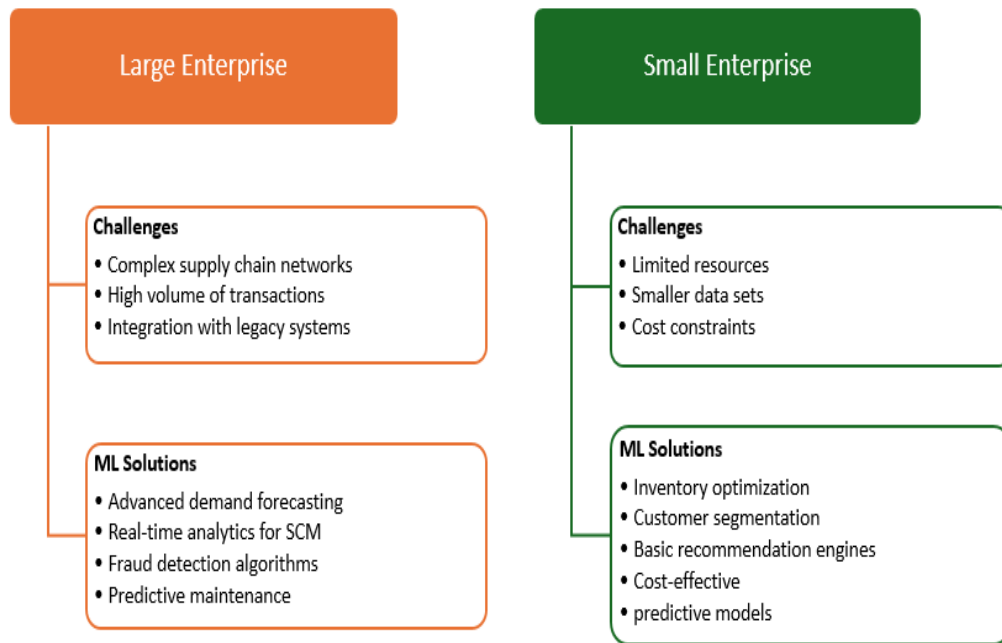 Large Enterprise
Challenges
• Complex supply chain networks
• High volume of transactions
• Integration with legacy systems
ML Solutions
• Advanced demand forecasting
• Real-time analytics for SCM
• Fraud detection algorithms
• Predictive maintenance
Small Enterprise
Challenges
• Limited resources
• Smaller data sets
• Cost constraints
ML Solutions
• Inventory optimization
• Customer segmentation
• Basic recommendation engines
• Cost-effective
• predictive models